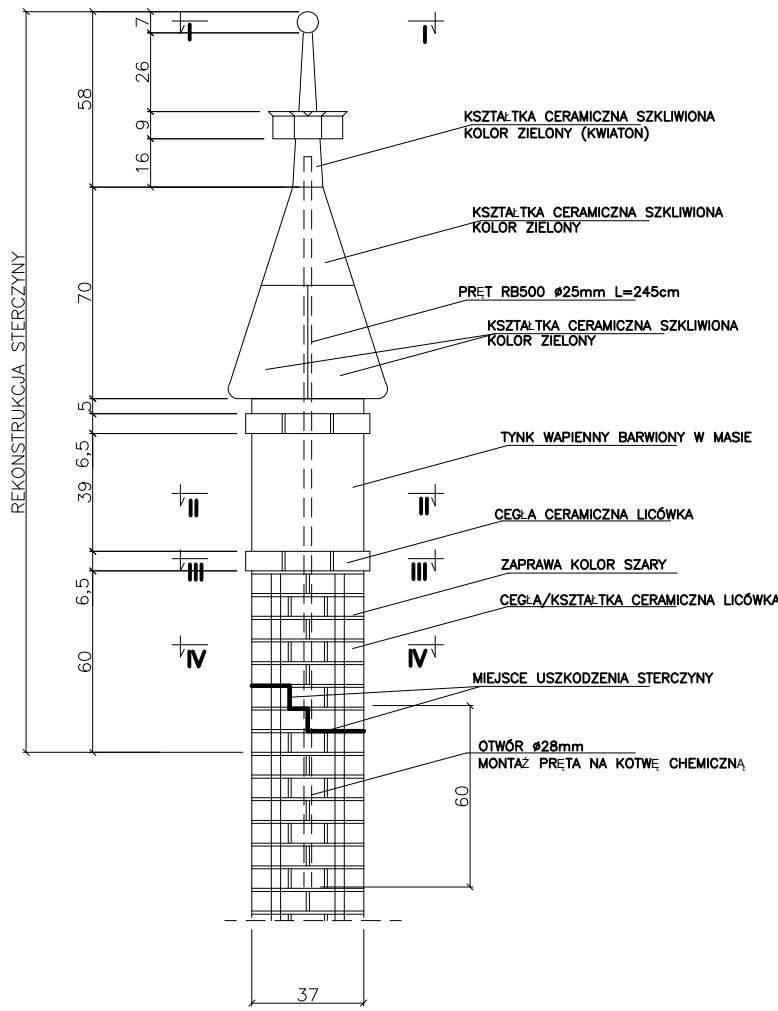 7
I
I
26
58
9
16
KSZTAŁTKA CERAMICZNA SZKLIWIONA
KOLOR ZIELONY (KWIATON)
KSZTAŁTKA CERAMICZNA SZKLIWIONA
KOLOR ZIELONY
REKONSTRUKCJA STERCZYNY
70
PRĘT RB500 ø25mm L=245cm
KSZTAŁTKA CERAMICZNA SZKLIWIONA
KOLOR ZIELONY
5
6,5
TYNK WAPIENNY BARWIONY W MASIE
39
II
II
CEGŁA CERAMICZNA LICÓWKA
III
III
6,5
ZAPRAWA KOLOR SZARY
CEGŁA/KSZTAŁTKA CERAMICZNA LICÓWKA
IV
IV
60
MIEJSCE USZKODZENIA STERCZYNY
OTWÓR ø28mm
MONTAŻ PRĘTA NA KOTWĘ CHEMICZNĄ
60
37